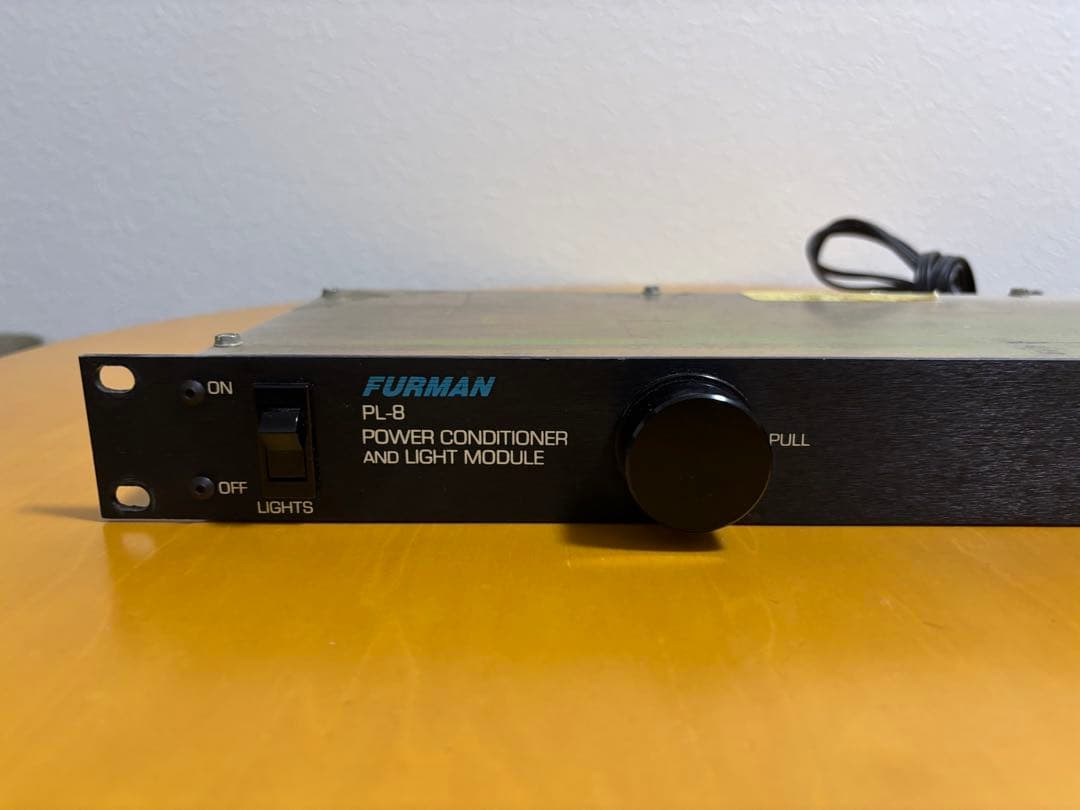 ON
OFF
LIGHTS
FURMAN
PL-8
POWER CONDITIONER
AND LIGHT MODULE
PULL